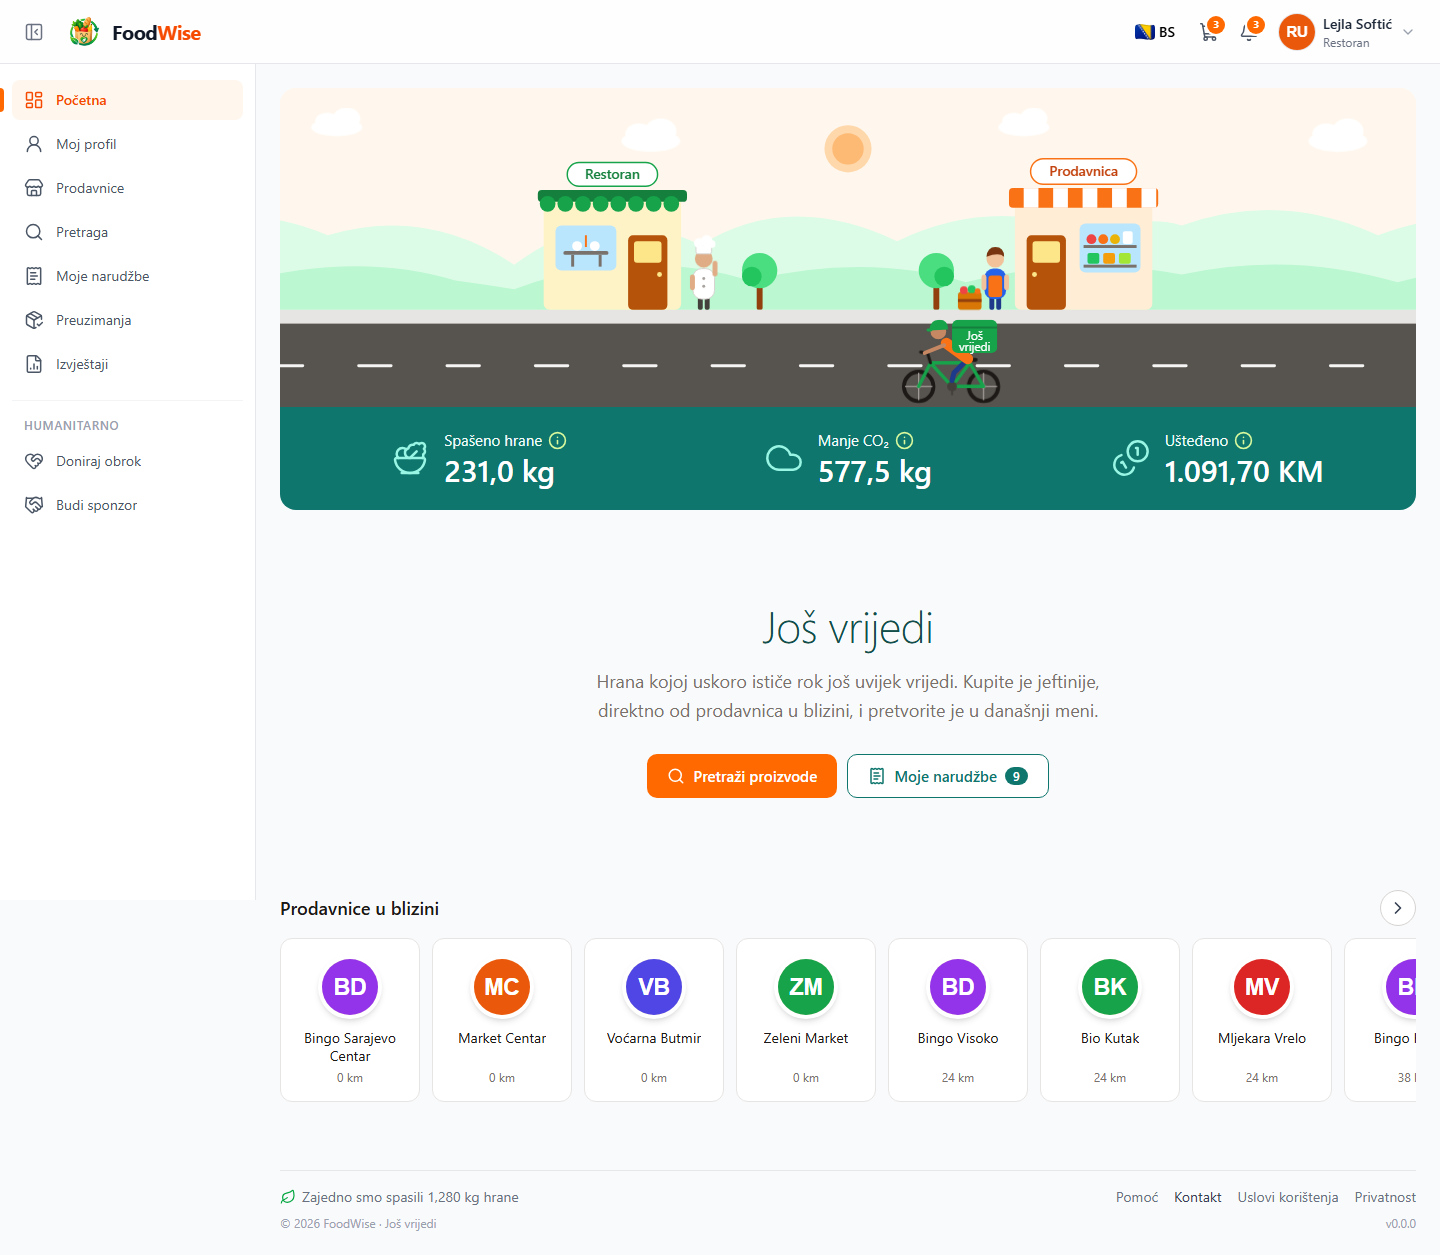 FoodWise
BS
3
3
RU
Lejla Softić
Restoran
Početna
Moj profil
Prodavnice
Pretraga
Moje narudžbe
Preuzimanja
Izvještaji
HUMANITARNO
Doniraj obrok
Budi sponzor
Restoran
Prodavnica
Još
vrijedi
Spašeno hrane
231,0 kg
Manje CO₂
577,5 kg
1
Ušteđeno
1.091,70 KM
Još vrijedi
Hrana kojoj uskoro ističe rok još uvijek vrijedi. Kupite je jeftinije,
direktno od prodavnica u blizini, i pretvorite je u današnji meni.
Pretraži proizvode
Moje narudžbe 9
Prodavnice u blizini
BD
Bingo Sarajevo
Centar
0 km
MC
Market Centar
0 km
VB
Voćarna Butmir
0 km
ZM
Zeleni Market
0 km
BD
Bingo Visoko
24 km
BK
Bio Kutak
24 km
MV
Mljekara Vrelo
24 km
Bingo
38
Zajedno smo spasili 1,280 kg hrane
Pomoć Kontakt Uslovi korištenja Privatnost
© 2026 FoodWise · Još vrijedi
v0.0.0